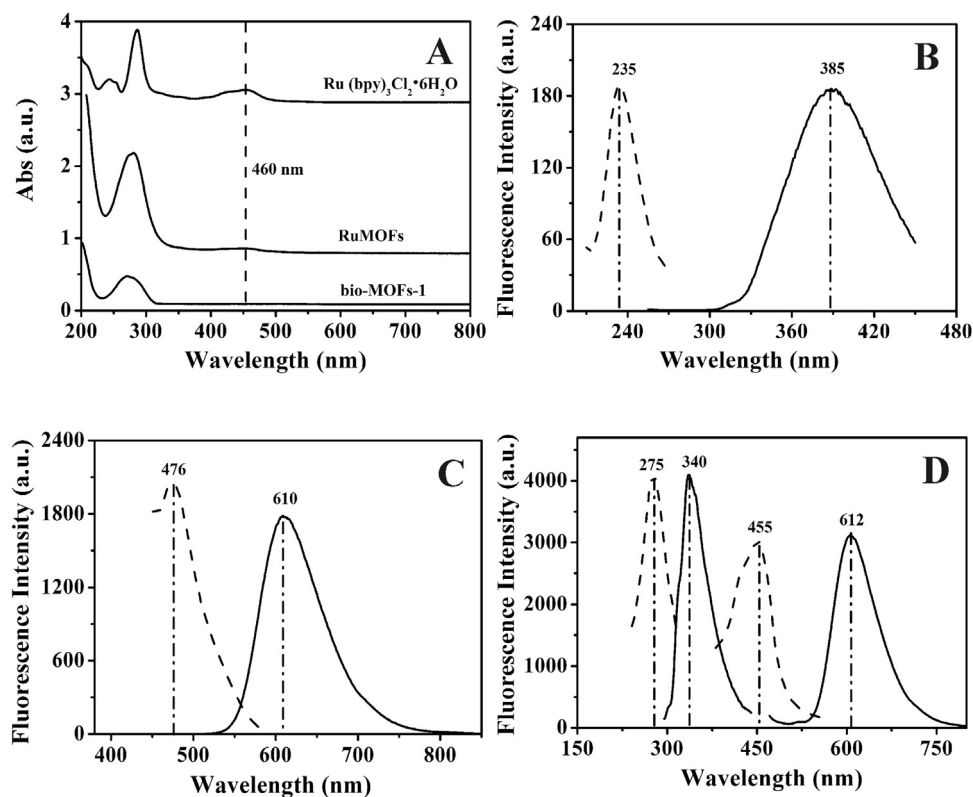 A
4
3
2
1
0
Abs (a.u.)
Ru (bpy)₃Cl₂•6H₂O
460 nm
RuMOFs
bio-MOFs-1
200 300 400 500 600 700 800
Wavelength (nm)
B
240
180
120
60
0
Fluorescence Intensity (a.u.)
235 385
240 300 360 420 480
Wavelength (nm)
C
2400
1800
1200
600
0
Fluorescence Intensity (a.u.)
476
610
400 500 600 700 800
Wavelength (nm)
D
4000
3000
2000
1000
0
Fluorescence Intensity (a.u.)
275 340
455 612
150 300 450 600 750
Wavelength (nm)